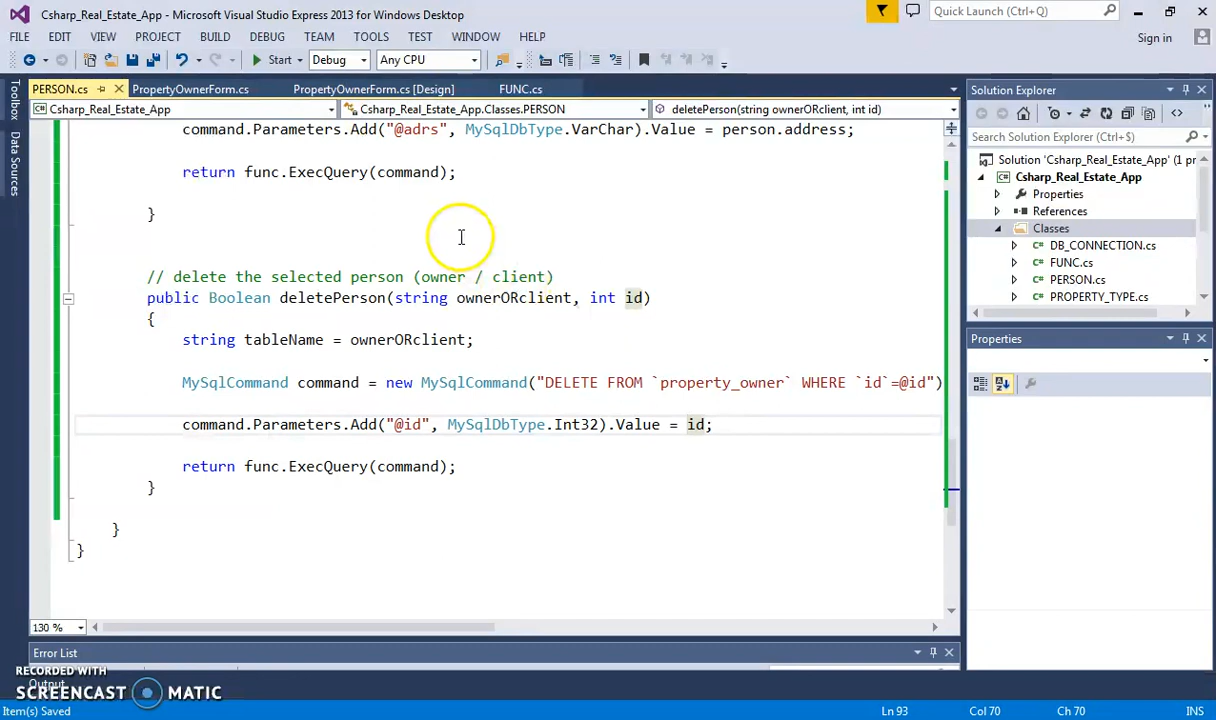 Csharp_Real_Estate_App - Microsoft Visual Studio Express 2013 for Windows Desktop
Quick Launch (Ctrl+Q)
FILE EDIT VIEW PROJECT BUILD DEBUG TEAM TOOLS TEST WINDOW HELP
Sign in
Start Debug Any CPU
Toolbox
Data Sources
PERSON.cs PropertyOwnerForm.cs PropertyOwnerForm.cs [Design] FUNC.cs
Csharp_Real_Estate_App Csharp_Real_Estate_App.Classes.PERSON deletePerson(string ownerORclient, int id)
command.Parameters.Add("@adrs", MySqlDbType.VarChar).Value = person.address;
return func.ExecQuery(command);
}
// delete the selected person (owner / client)
public Boolean deletePerson(string ownerORclient, int id)
{
string tableName = ownerORclient;
MySqlCommand command = new MySqlCommand("DELETE FROM `property_owner` WHERE `id`=@id")
command.Parameters.Add("@id", MySqlDbType.Int32).Value = id;
return func.ExecQuery(command);
}
}
}
130 %
Solution Explorer
Search Solution Explorer (Ctrl+$)
Solution 'Csharp_Real_Estate_App' (1 pr
Csharp_Real_Estate_App
Properties
References
Classes
DB_CONNECTION.cs
FUNC.cs
PERSON.cs
PROPERTY_TYPE.cs
Properties
Error List
Output
RECORDED WITH
SCREENCAST MATIC
Item(s) Saved Ln 93 Col 70 Ch 70 INS